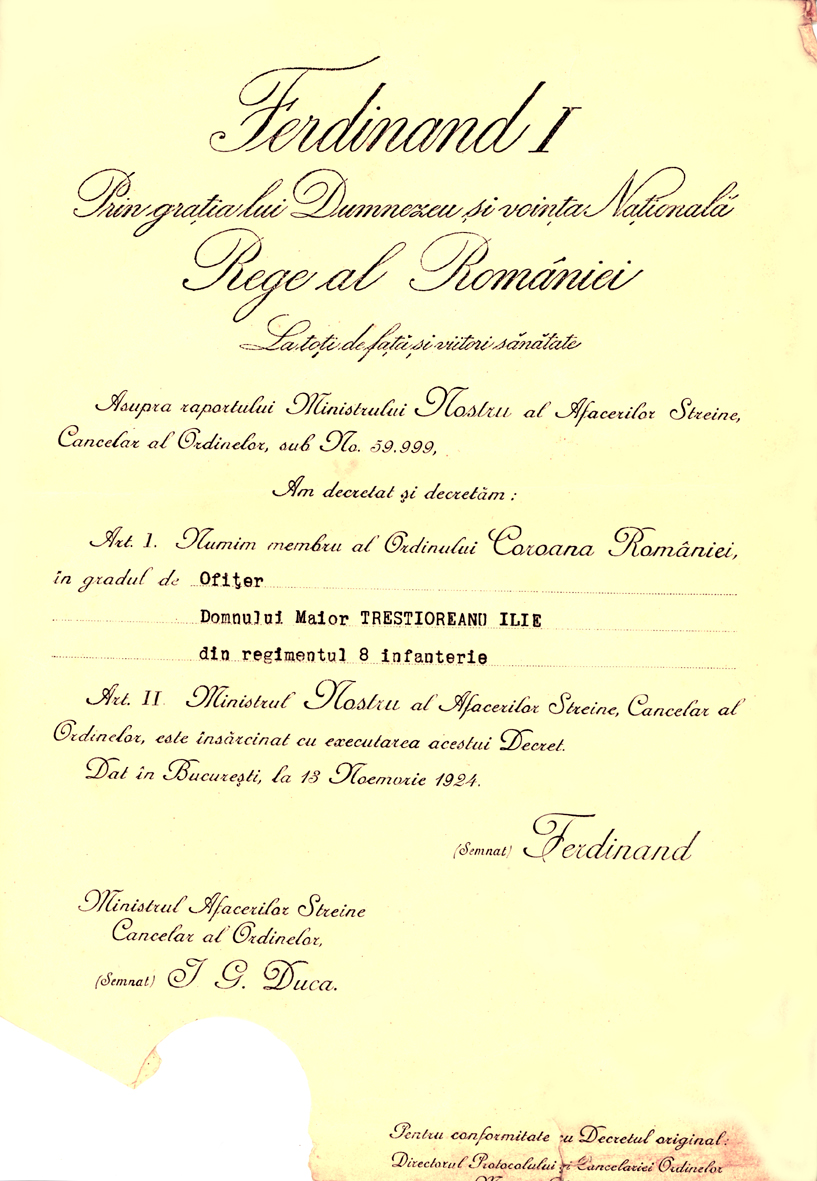 Ferdinand I
Prin grația lui Dumnezeu și voința Națională
Rege al României
La toți de față și viitori sănătate
Asupra raportului Ministrului Nostru al Afacerilor Streine,
Cancelar al Ordinelor, sub No. 59.999,
Am decretat și decretăm :
Art. I. Numim membru al Ordinului Coroana României,
în gradul de Ofiţer
Domnului Maior TRESTIOREANU ILIE
din regimentul 8 infanterie
Art. II Ministrul Nostru al Afacerilor Streine, Cancelar al
Ordinelor, este însărcinat cu executarea acestui Decret.
Dat în București, la 13 Noemvrie 1924.
(Semnat) Ferdinand
Ministrul Afacerilor Streine
Cancelar al Ordinelor,
(Semnat) I G. Duca.
Pentru conformitate cu Decretul original:
Directorul Protocolului și Cancelariei Ordinelor